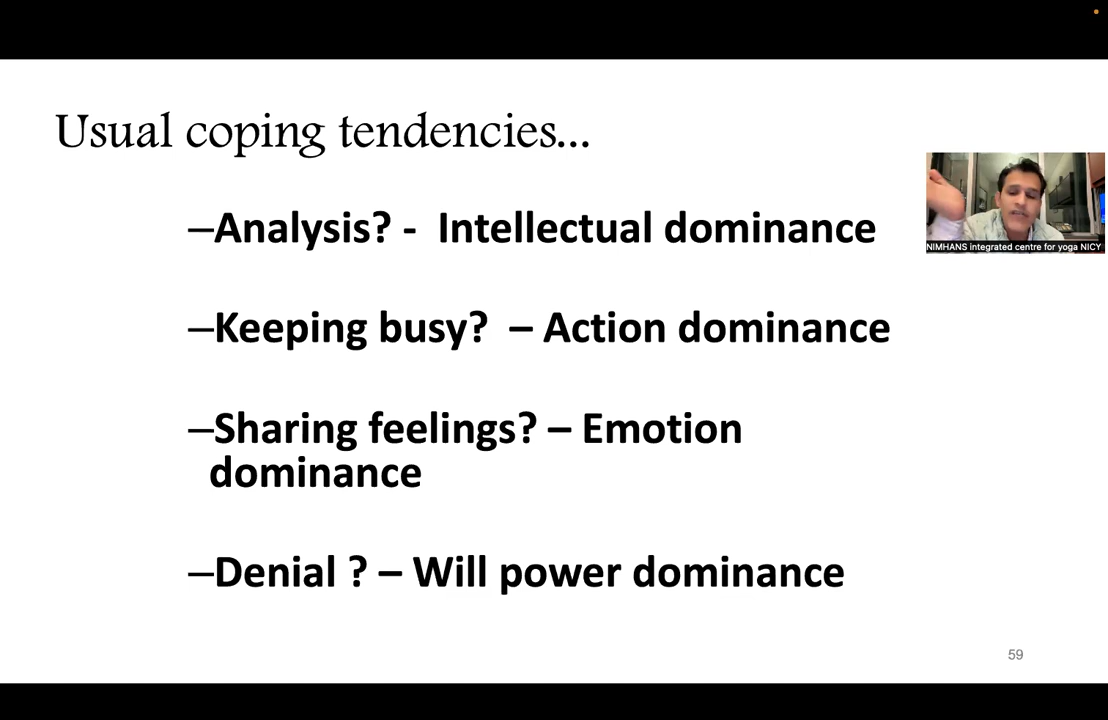 Usual coping tendencies...
–Analysis? - Intellectual dominance
NIMHANS integrated centre for yoga NICY
–Keeping busy? – Action dominance
–Sharing feelings? – Emotion
dominance
–Denial ? – Will power dominance
59